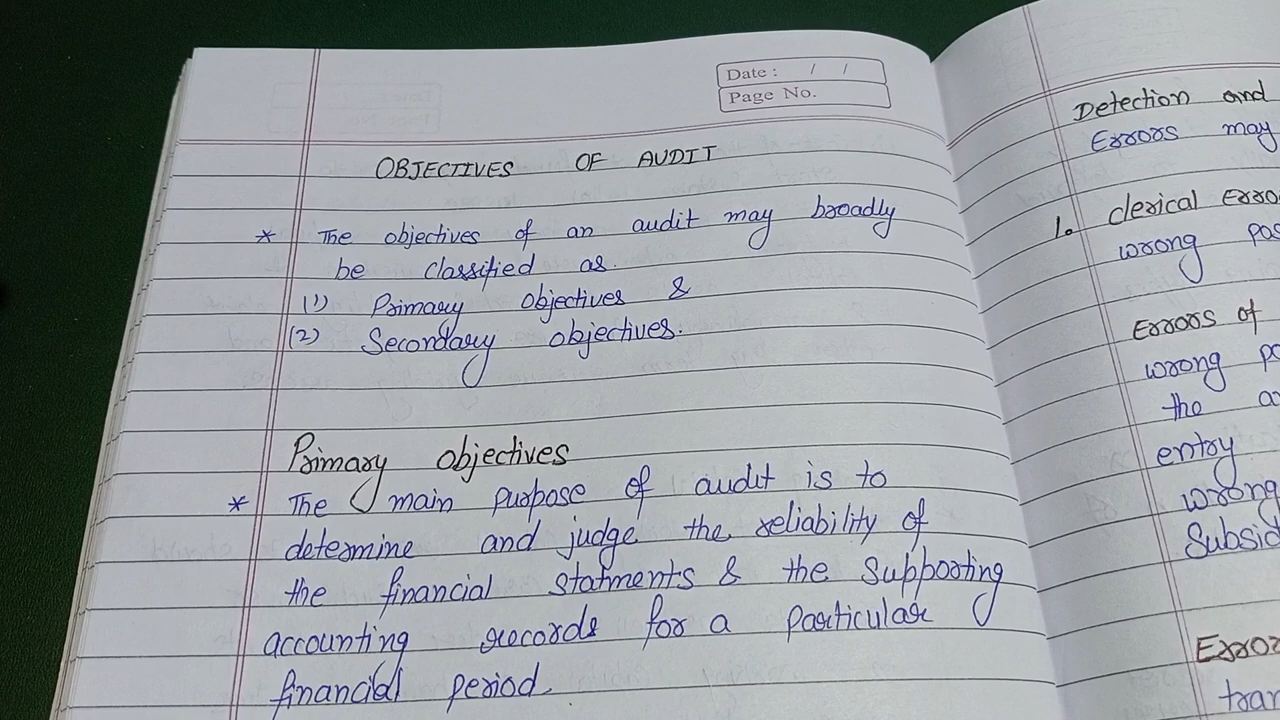 Date : / /
Page No.
OBJECTIVES OF AUDIT
* The objectives of an audit may broadly
be classified as.
(1) Primary objectives &
(2) Secondary objectives.
Primary objectives
* The main purpose of audit is to
determine and judge the reliability of
the financial statments & the supporting
accounting records for a particular
financial period.
Detection and
Errors may
1. clerical Erro
wrong pos
Errors of
wrong po
the
entry
wrong
Subsid
Error
tran